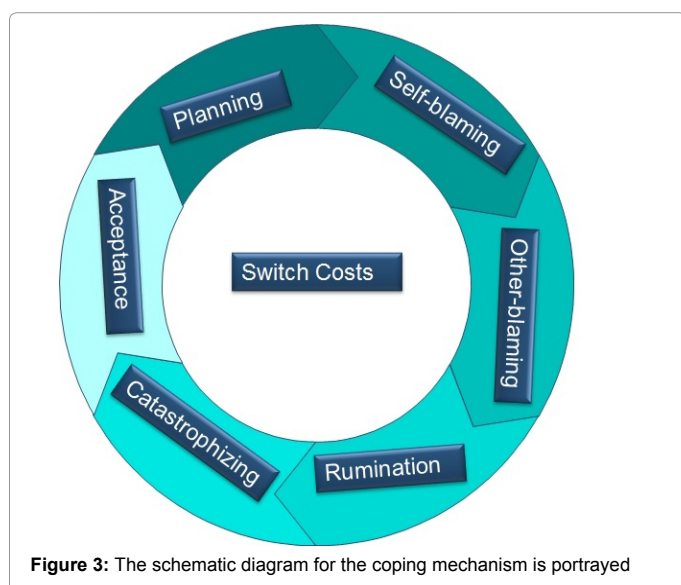 Planning
Self-blaming
Other-blaming
Rumination
Catastrophizing
Acceptance
Switch Costs
Figure 3: The schematic diagram for the coping mechanism is portrayed